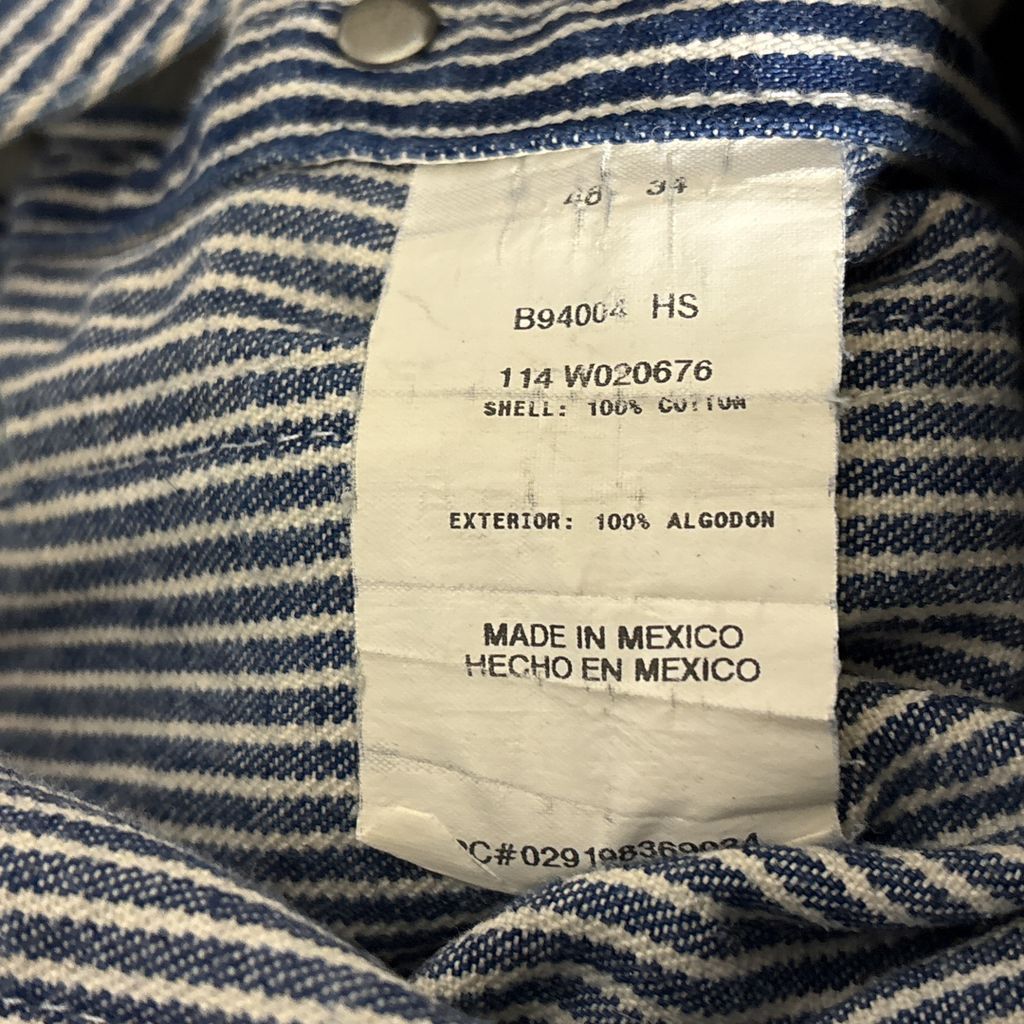 48 34
B94004 HS
114 W020676
SHELL: 100% COTTON
EXTERIOR: 100% ALGODON
MADE IN MEXICO
HECHO EN MEXICO